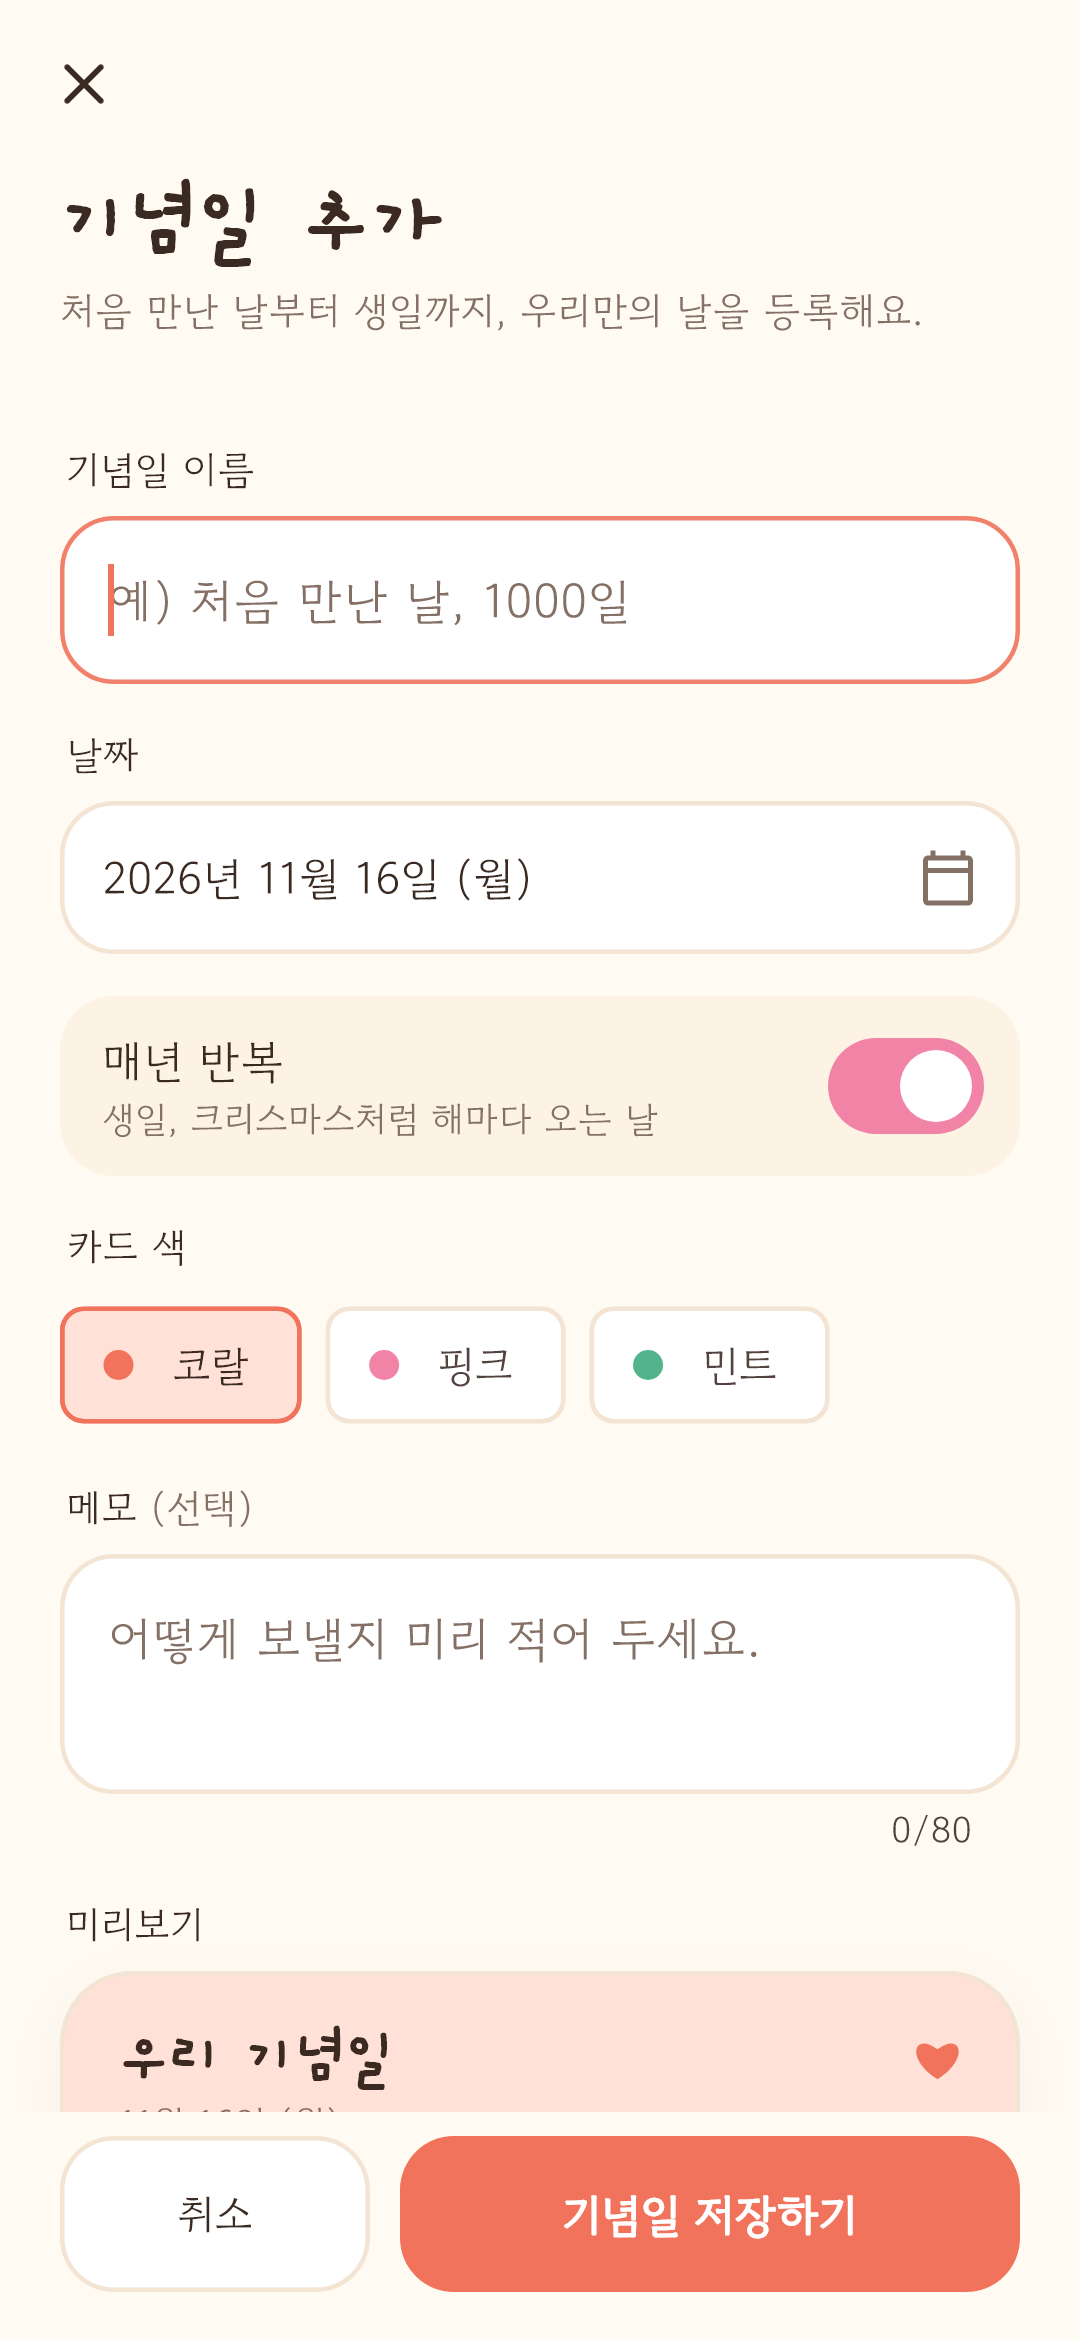 기념일 추가
처음 만난 날부터 생일까지, 우리만의 날을 등록해요.
기념일 이름
예) 처음 만난 날, 1000일
날짜
2026년 11월 16일 (월)
매년 반복
생일, 크리스마스처럼 해마다 오는 날
카드 색
코랄
핑크
민트
메모 (선택)
어떻게 보낼지 미리 적어 두세요.
0/80
미리보기
우리 기념일
취소
기념일 저장하기